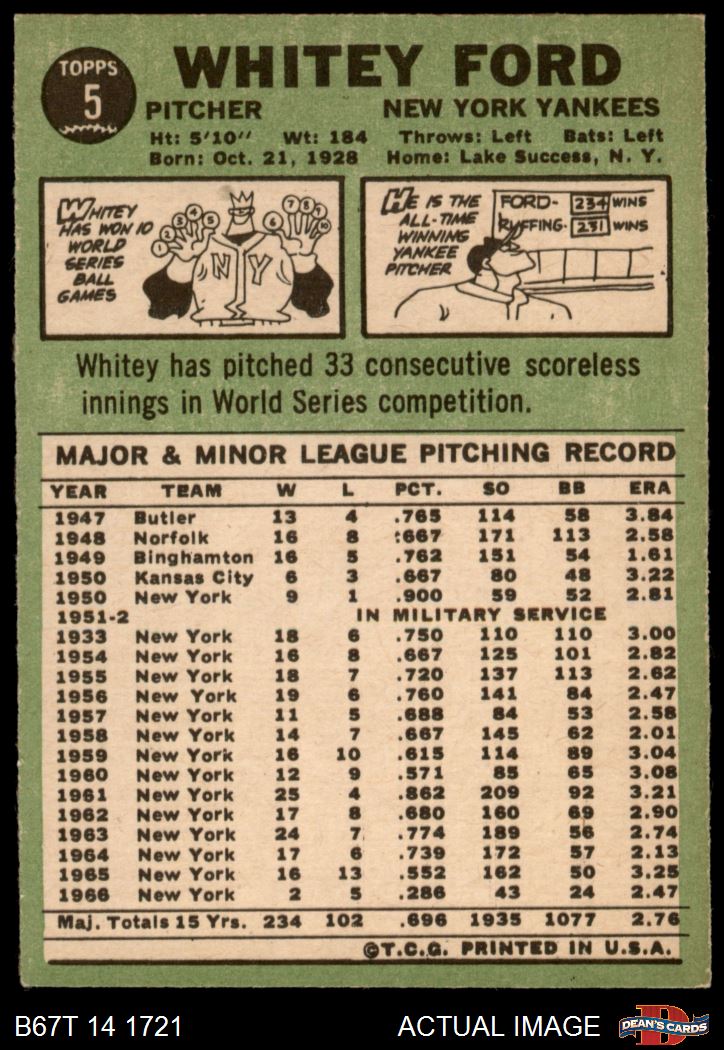 TOPPS
5
WHITEY FORD
PITCHER NEW YORK YANKEES
Ht: 5'10" Wt: 184 Throws: Left Bats: Left
Born: Oct. 21, 1928 Home: Lake Success, N. Y.
WHITEY
HAS WON 10
WORLD
SERIES
BALL
GAMES
1 2 3 4 5 6 7 8 9 10
N Y
HE IS THE
ALL-TIME
WINNING
YANKEE
PITCHER
FORD- 234 WINS
RUFFING- 231 WINS
Whitey has pitched 33 consecutive scoreless
innings in World Series competition.
MAJOR & MINOR LEAGUE PITCHING RECORD
YEAR TEAM W L PCT. SO BB ERA
1947 Butler 13 4 .765 114 58 3.84
1948 Norfolk 16 8 :667 171 113 2.58
1949 Binghamton 16 5 .762 151 54 1.61
1950 Kansas City 6 3 .667 80 48 3.22
1950 New York 9 1 .900 59 52 2.81
1951-2 IN MILITARY SERVICE
1933 New York 18 6 .750 110 110 3.00
1954 New York 16 8 .667 125 101 2.82
1955 New York 18 7 .720 137 113 2.62
1956 New York 19 6 .760 141 84 2.47
1957 New York 11 5 .688 84 53 2.58
1958 New York 14 7 .667 145 62 2.01
1959 New York 16 10 .615 114 89 3.04
1960 New York 12 9 .571 85 65 3.08
1961 New York 25 4 .862 209 92 3.21
1962 New York 17 8 .680 160 69 2.90
1963 New York 24 7 .774 189 56 2.74
1964 New York 17 6 .739 172 57 2.13
1965 New York 16 13 .552 162 50 3.25
1966 New York 2 5 .286 43 24 2.47
Maj. Totals 15 Yrs. 234 102 .696 1935 1077 2.76
©T.C.G. PRINTED IN U.S.A.
B67T 14 1721 ACTUAL IMAGE
D
DEAN'S CARDS